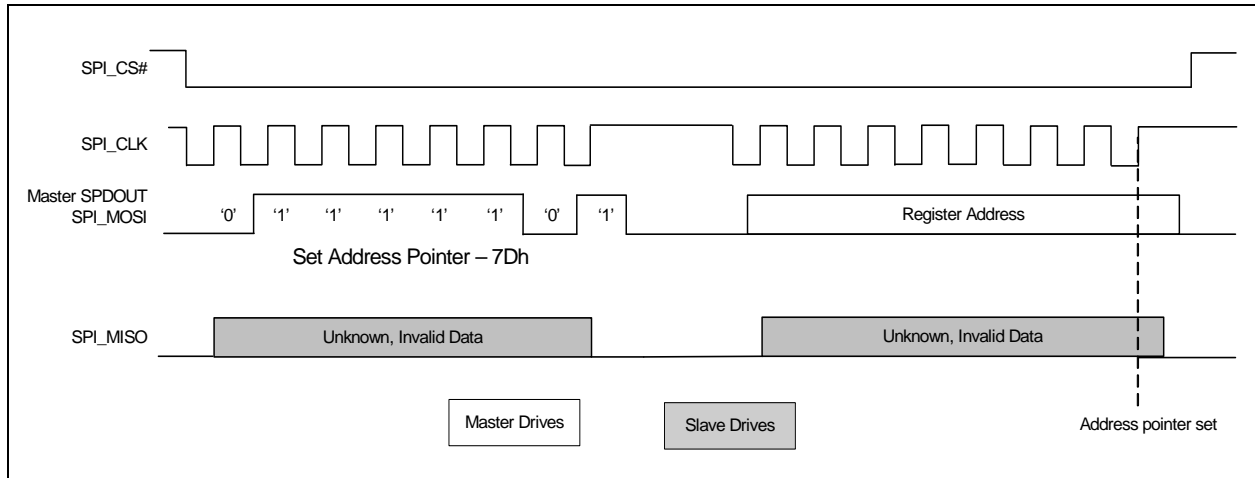 SPI_CS#
SPI_CLK
Master SPDOUT
SPI_MOSI
'0' '1' '1' '1' '1' '1' '0' '1' Register Address
Set Address Pointer – 7Dh
SPI_MISO Unknown, Invalid Data Unknown, Invalid Data
Master Drives Slave Drives Address pointer set